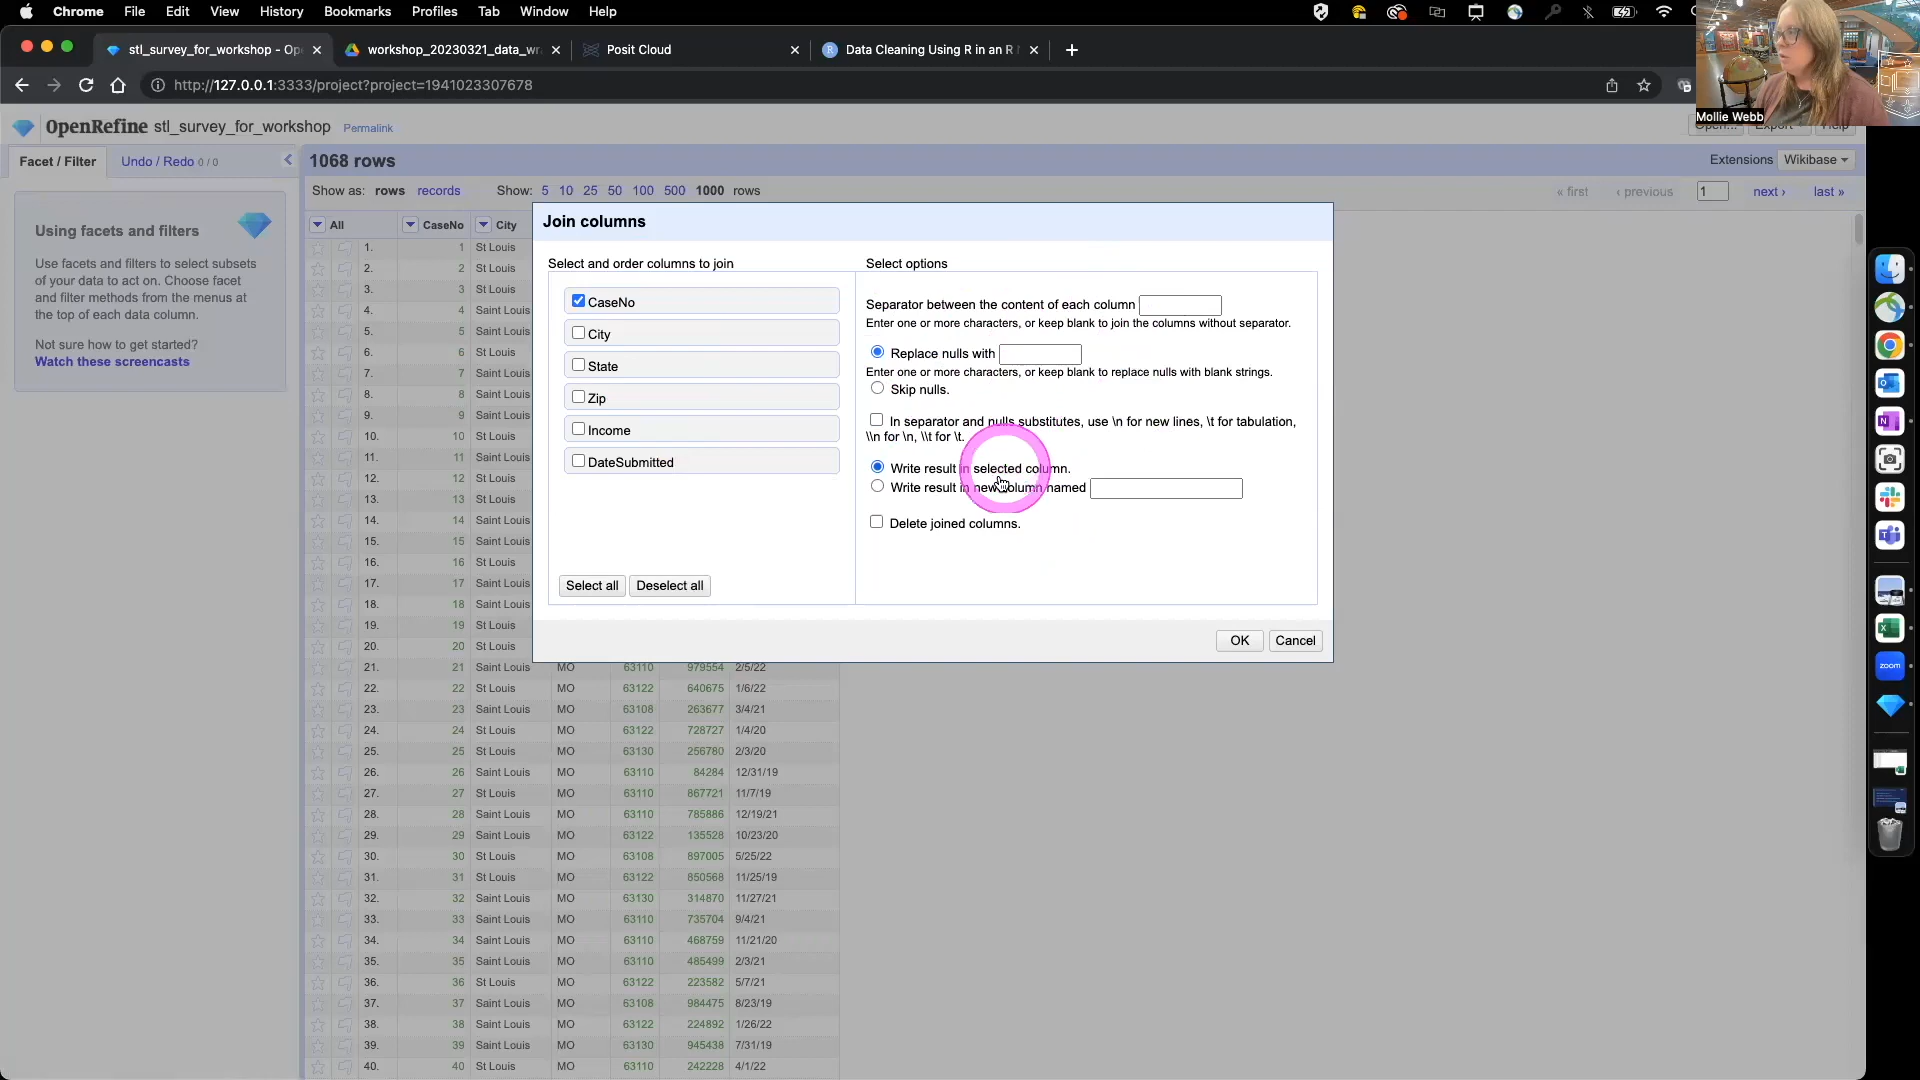 Chrome File Edit View History Bookmarks Profiles Tab Window Help
stl_survey_for_workshop - Op
workshop_20230321_data_wr
Posit Cloud
Data Cleaning Using R in an R
http://127.0.0.1:3333/project?project=1941023307678
Mollie Webb
OpenRefine stl_survey_for_workshop Permalink
Open... Export Help
Facet / Filter Undo / Redo 0 / 0
1068 rows
Extensions Wikibase
Show as: rows records Show: 5 10 25 50 100 500 1000 rows
« first ‹ previous 1 next › last »
Using facets and filters
Use facets and filters to select subsets
of your data to act on. Choose facet
and filter methods from the menus at
the top of each data column.
Not sure how to get started?
Watch these screencasts
All CaseNo City
1. 1 St Louis
2. 2 St Louis
3. 3 St Louis
4. 4 Saint Louis
5. 5 Saint Louis
6. 6 Saint Louis
7. 7 Saint Louis
8. 8 Saint Louis
9. 9 Saint Louis
10. 10 St Louis
11. 11 Saint Louis
12. 12 Saint Louis
13. 13 Saint Louis
14. 14 St Louis
15. 15 Saint Louis
16. 16 St Louis
17. 17 Saint Louis
18. 18 Saint Louis
19. 19 Saint Louis
20. 20 St Louis
Join columns
Select and order columns to join
CaseNo
City
State
Zip
Income
DateSubmitted
Select all Deselect all
Select options
Separator between the content of each column
Enter one or more characters, or keep blank to join the columns without separator.
Replace nulls with
Enter one or more characters, or keep blank to replace nulls with blank strings.
Skip nulls.
In separator and nulls substitutes, use \n for new lines, \t for tabulation,
\\n for \n, \\t for \t.
Write result in selected column.
Write result in new column named
Delete joined columns.
OK Cancel
21. 21 Saint Louis MO 63110 979554 2/5/22
22. 22 St Louis MO 63122 640675 1/6/22
23. 23 Saint Louis MO 63108 263677 3/4/21
24. 24 St Louis MO 63122 728727 1/4/20
25. 25 St Louis MO 63130 256780 2/3/20
26. 26 Saint Louis MO 63110 84284 12/31/19
27. 27 Saint Louis MO 63110 867721 11/7/19
28. 28 Saint Louis MO 63110 785886 12/19/21
29. 29 Saint Louis MO 63122 135528 10/23/20
30. 30 St Louis MO 63108 897005 5/25/22
31. 31 St Louis MO 63122 850568 11/25/19
32. 32 Saint Louis MO 63130 314870 11/27/21
33. 33 Saint Louis MO 63110 735704 9/4/21
34. 34 Saint Louis MO 63110 468759 11/21/20
35. 35 Saint Louis MO 63110 485499 2/3/21
36. 36 St Louis MO 63122 223582 5/7/21
37. 37 Saint Louis MO 63108 984475 8/23/19
38. 38 Saint Louis MO 63122 224892 1/26/22
39. 39 Saint Louis MO 63130 945438 7/31/19
40. 40 St Louis MO 63110 242228 4/1/22
zoom